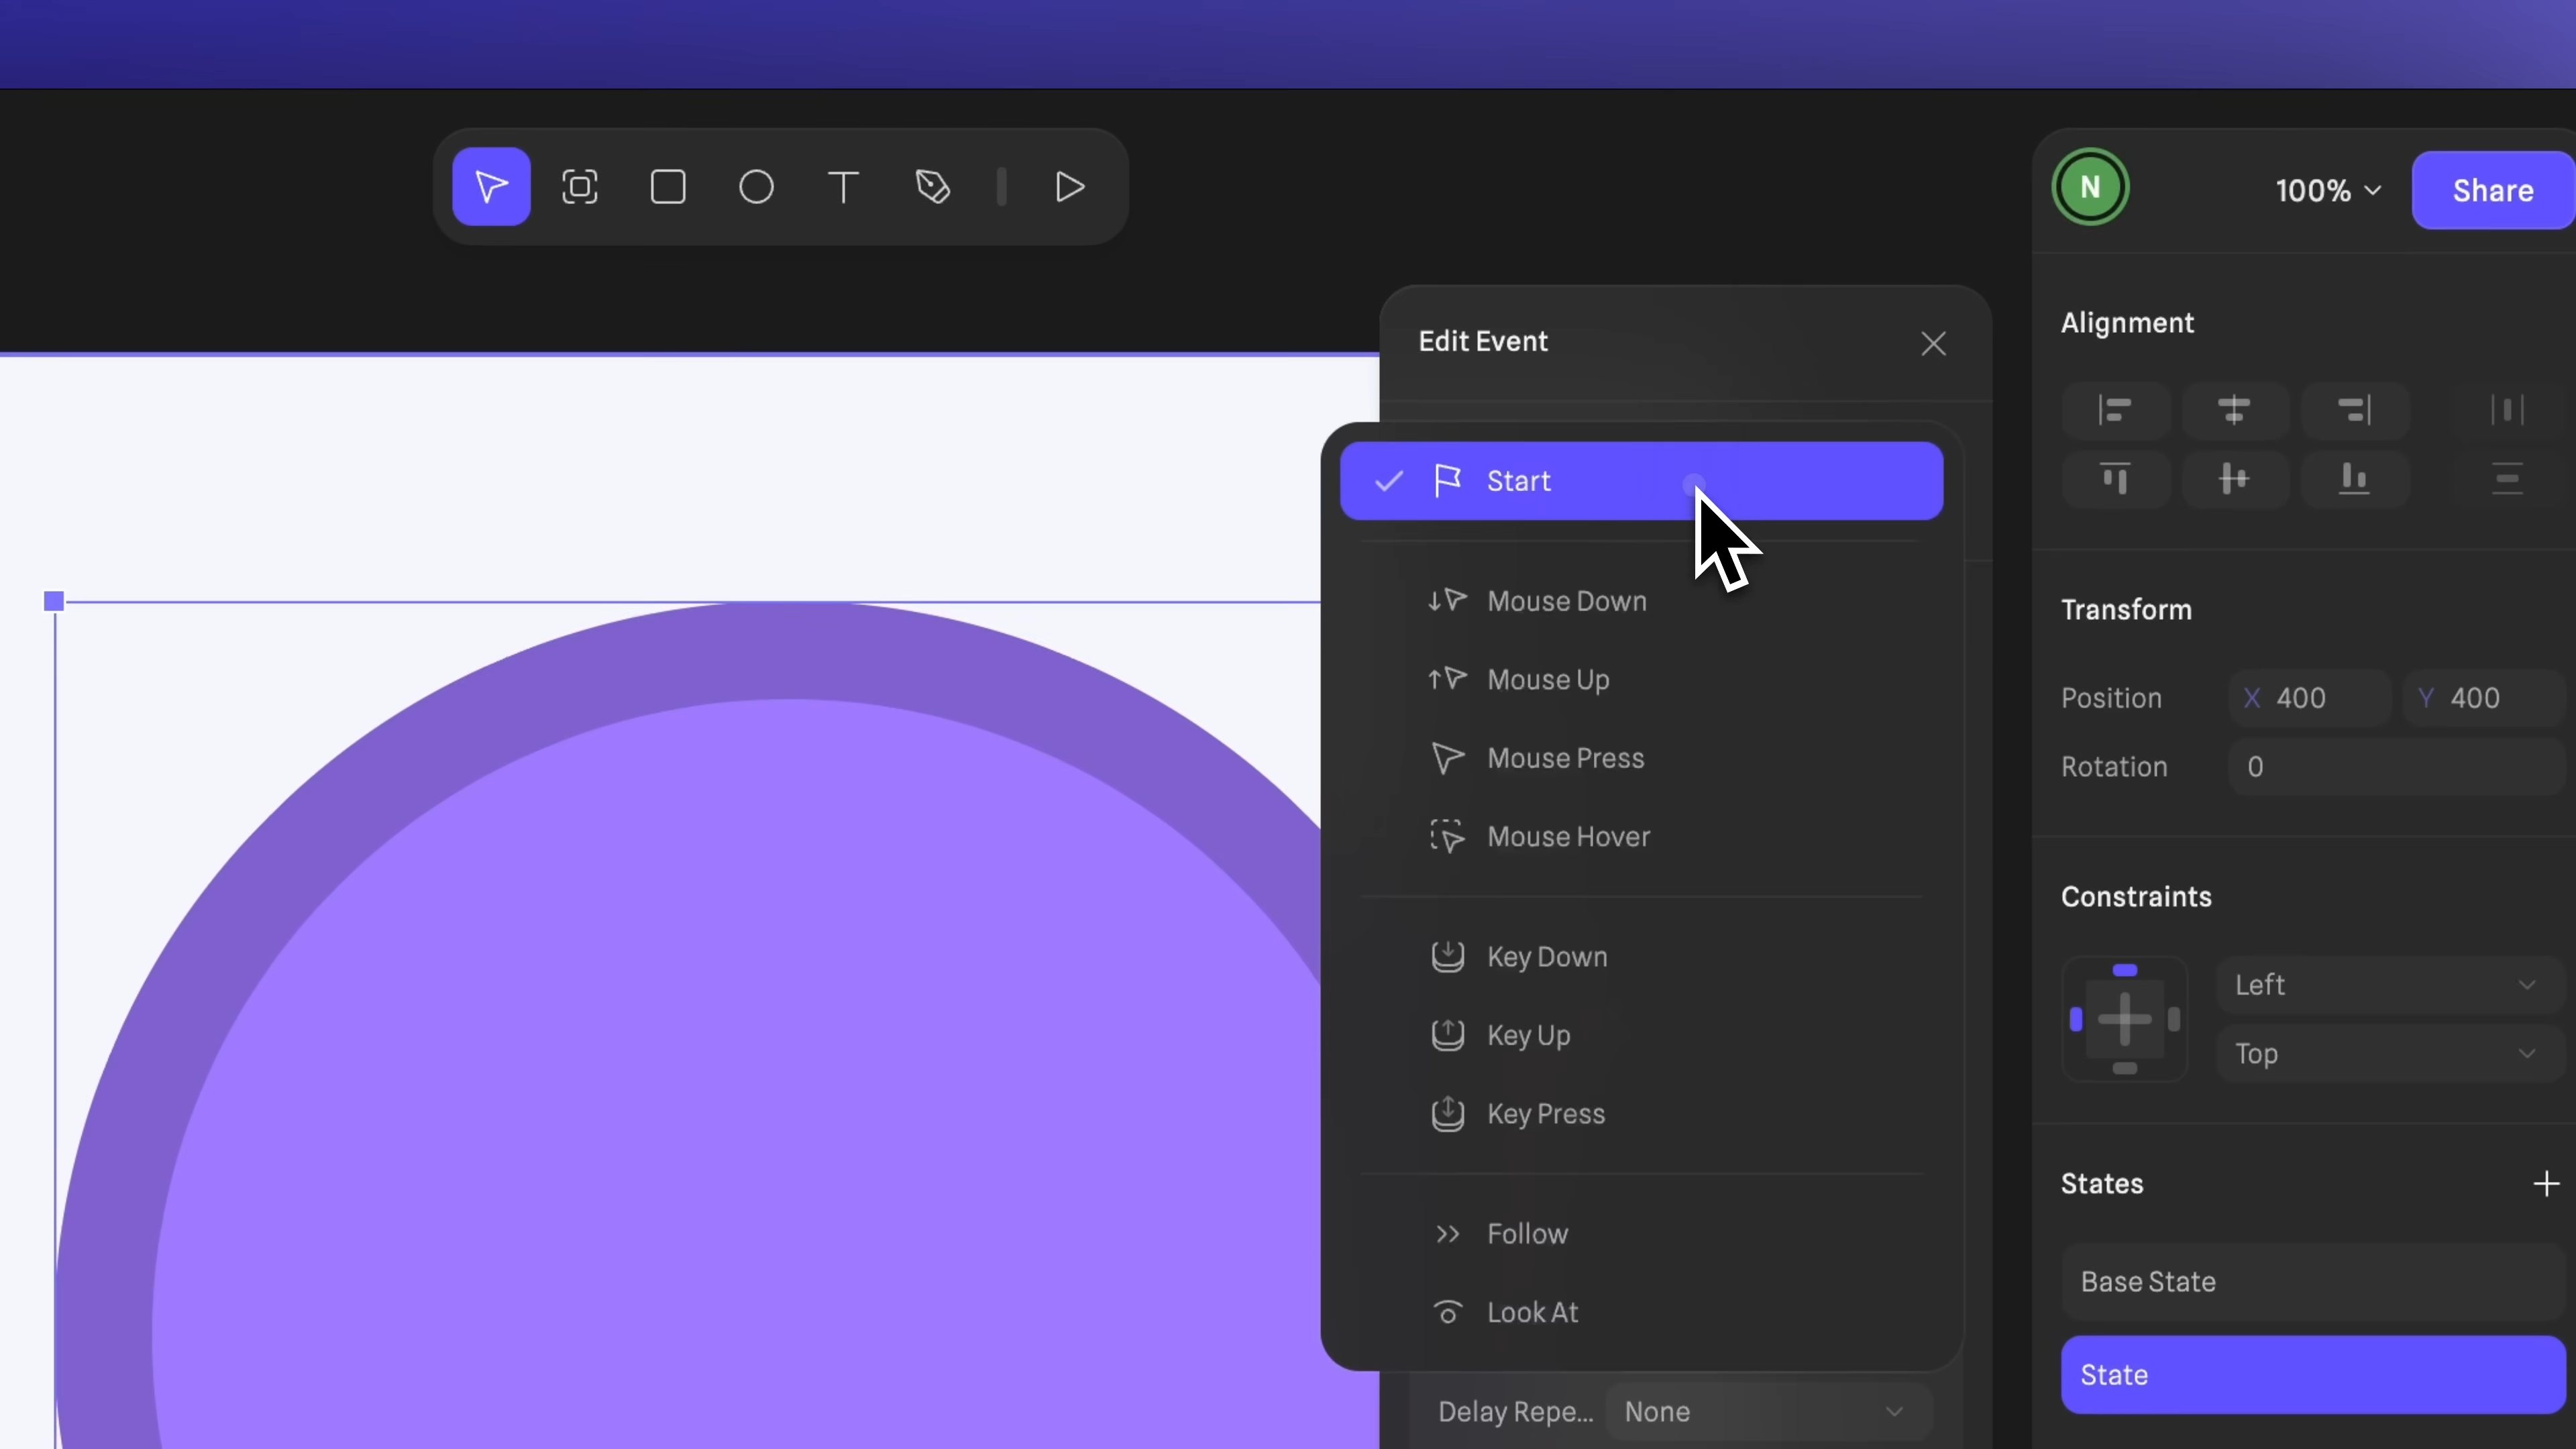 N
100%
Share
Edit Event
Start
Mouse Down
Mouse Up
Mouse Press
Mouse Hover
Key Down
Key Up
Key Press
Follow
Look At
Delay Repe...
None
Alignment
Transform
Position
X 400
Y 400
Rotation
0
Constraints
Left
Top
States
Base State
State